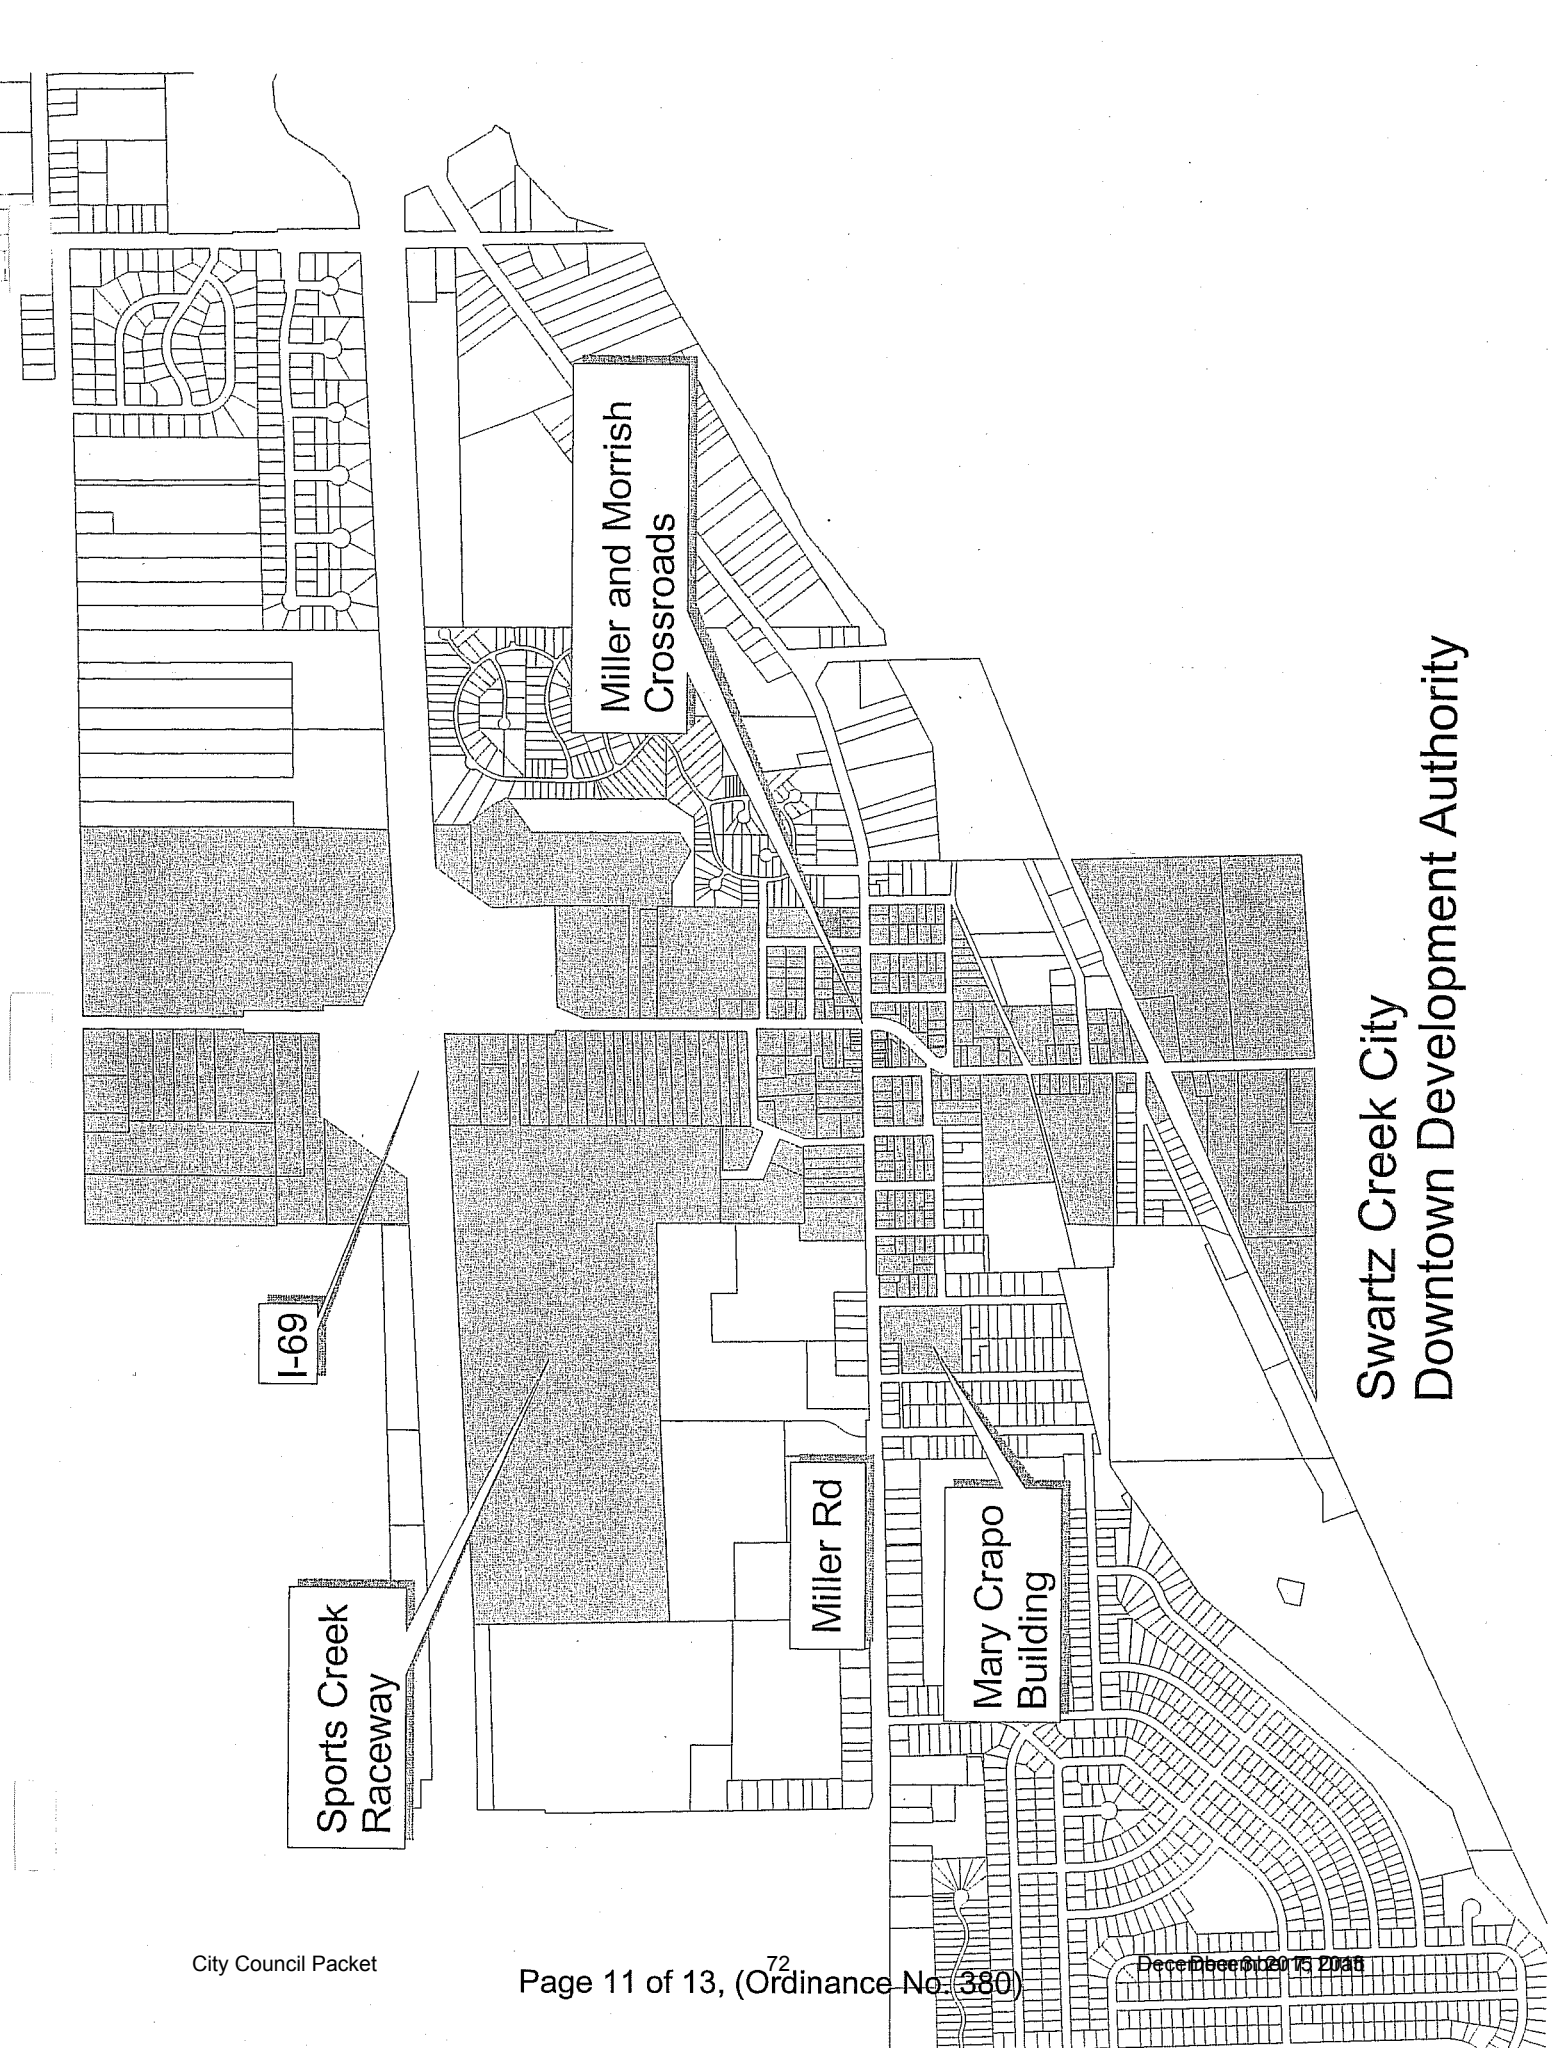 Miller and Morrish
Crossroads
I-69
Sports Creek
Raceway
Miller Rd
Mary Crapo
Building
Swartz Creek City
Downtown Development Authority
City Council Packet
72
Page 11 of 13, (Ordinance No. 380)